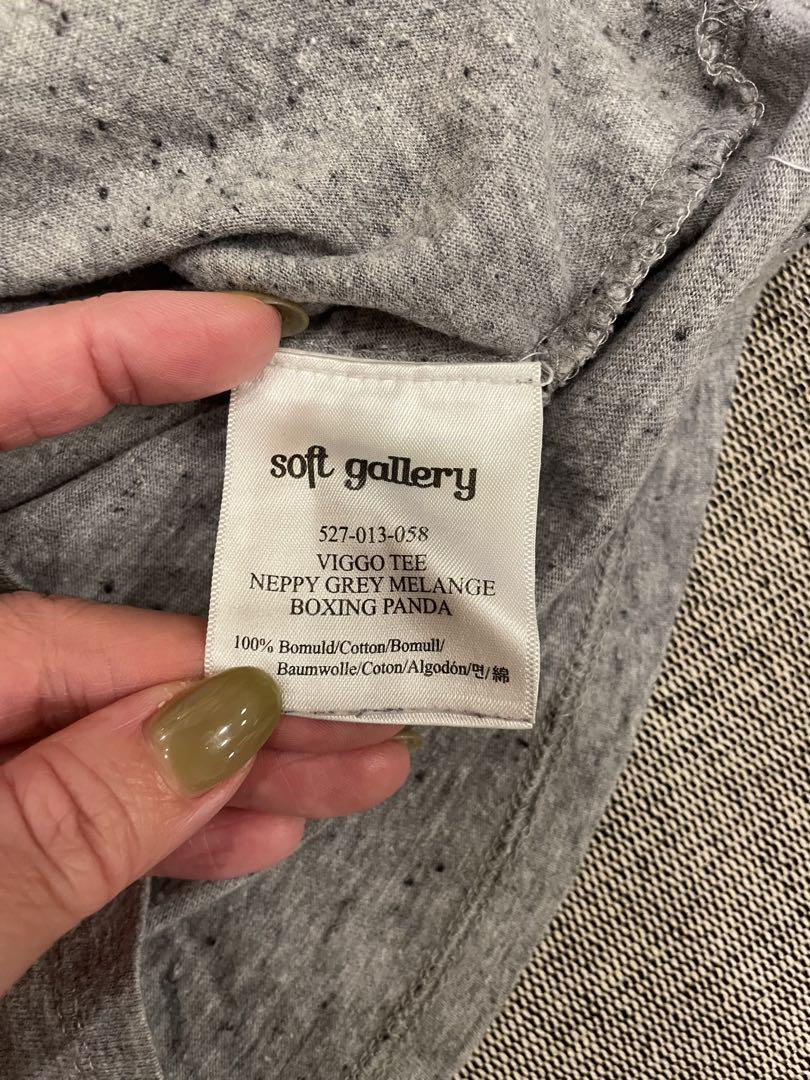 soft gallery
527-013-058
VIGGO TEE
NEPPY GREY MELANGE
BOXING PANDA
100% Bomuld/Cotton/Bomull/
Baumwolle/Coton/Algodón/면/綿